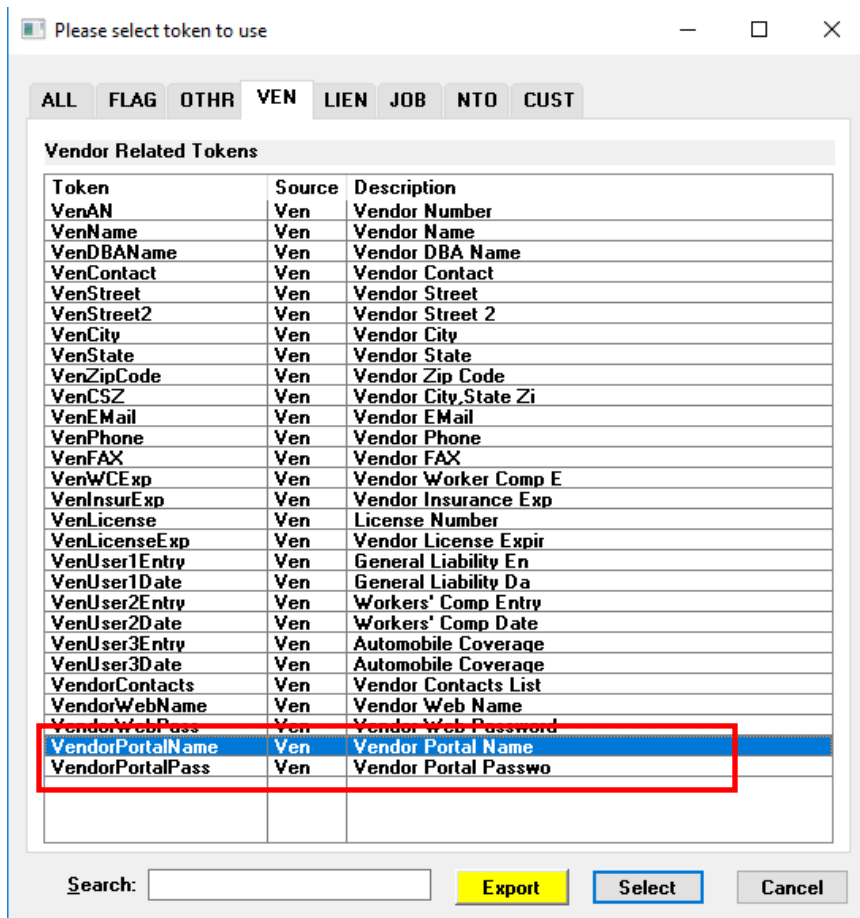 Please select token to use
ALL FLAG OTHR VEN LIEN JOB NTO CUST
Vendor Related Tokens
Token Source Description
VenAN Ven Vendor Number
VenName Ven Vendor Name
VenDBAName Ven Vendor DBA Name
VenContact Ven Vendor Contact
VenStreet Ven Vendor Street
VenStreet2 Ven Vendor Street 2
VenCity Ven Vendor City
VenState Ven Vendor State
VenZipCode Ven Vendor Zip Code
VenCSZ Ven Vendor City,State Zi
VenEMail Ven Vendor EMail
VenPhone Ven Vendor Phone
VenFAX Ven Vendor FAX
VenWCExp Ven Vendor Worker Comp E
VenInsurExp Ven Vendor Insurance Exp
VenLicense Ven License Number
VenLicenseExp Ven Vendor License Expir
VenUser1Entry Ven General Liability En
VenUser1Date Ven General Liability Da
VenUser2Entry Ven Workers' Comp Entry
VenUser2Date Ven Workers' Comp Date
VenUser3Entry Ven Automobile Coverage
VenUser3Date Ven Automobile Coverage
VendorContacts Ven Vendor Contacts List
VendorWebName Ven Vendor Web Name
VendorWebPass Ven Vendor Web Password
VendorPortalName Ven Vendor Portal Name
VendorPortalPass Ven Vendor Portal Passwo
Search: Export Select Cancel